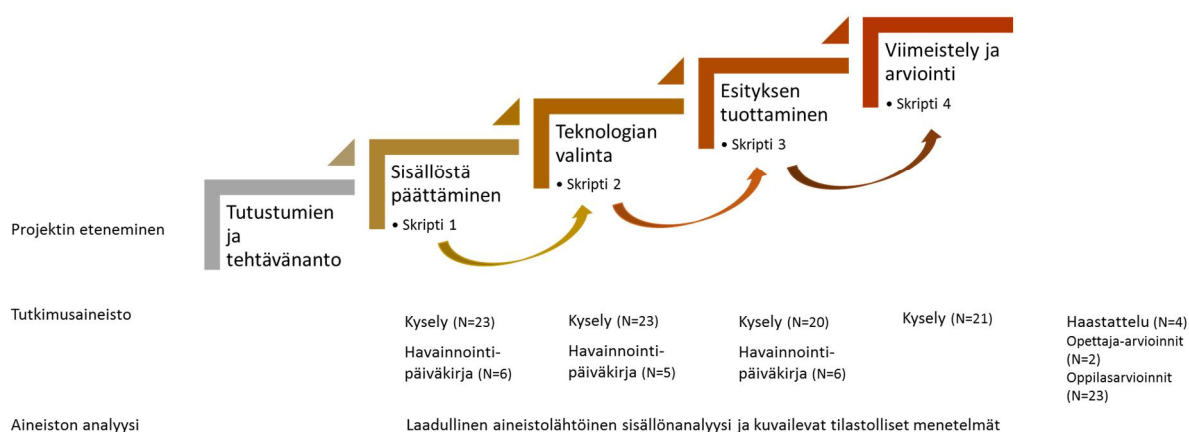 Viimeistely ja
arviointi
• Skripti 4
Esityksen
tuottaminen
• Skripti 3
Teknologian
valinta
• Skripti 2
Sisällöstä
päättäminen
• Skripti 1
Tutustumien
ja
tehtävänanto
Projektin eteneminen
Tutkimusaineisto
Kysely (N=23)
Havainnointi-
päiväkirja (N=6)
Kysely (N=23)
Havainnointi-
päiväkirja (N=5)
Kysely (N=20)
Havainnointi-
päiväkirja (N=6)
Kysely (N=21)
Haastattelu (N=4)
Opettaja-arvioinnit
(N=2)
Oppilasarvioinnit
(N=23)
Aineiston analyysi
Laadullinen aineistolähtöinen sisällönanalyysi ja kuvailevat tilastolliset menetelmät